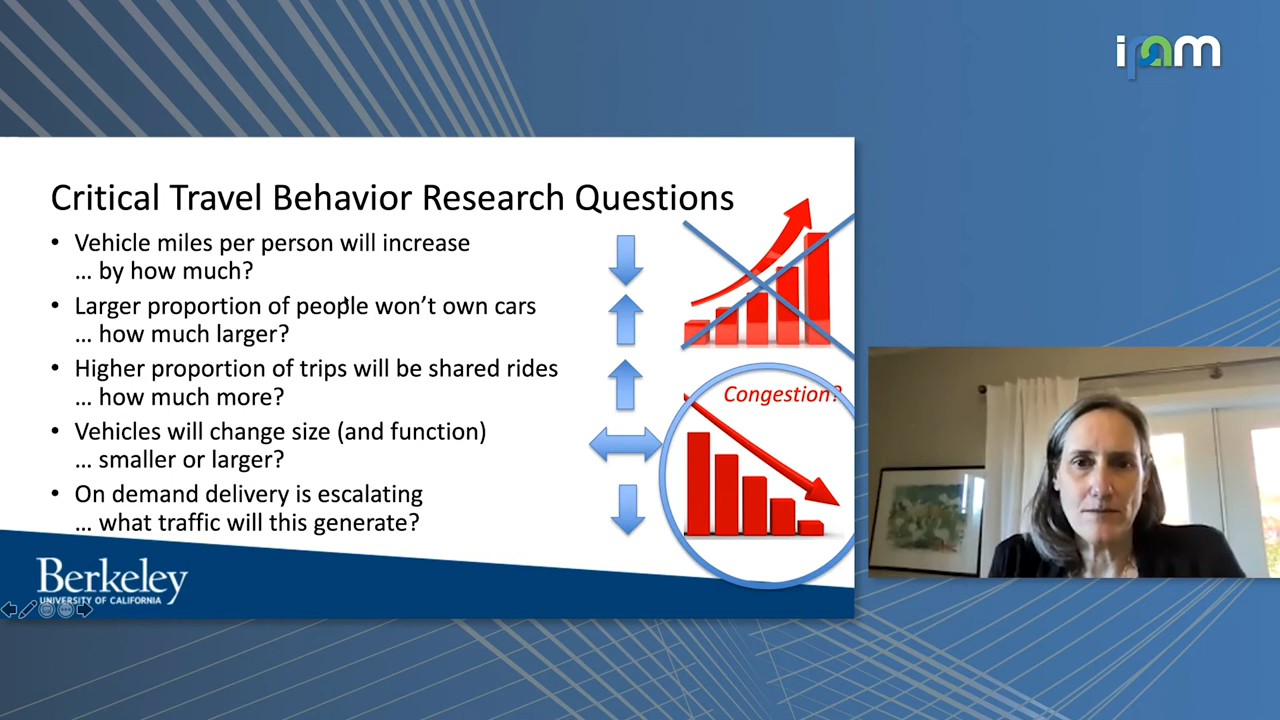 ipam
Critical Travel Behavior Research Questions
• Vehicle miles per person will increase
… by how much?
• Larger proportion of people won’t own cars
… how much larger?
• Higher proportion of trips will be shared rides
… how much more?
• Vehicles will change size (and function)
… smaller or larger?
• On demand delivery is escalating
… what traffic will this generate?
Congestion?
Berkeley
UNIVERSITY OF CALIFORNIA